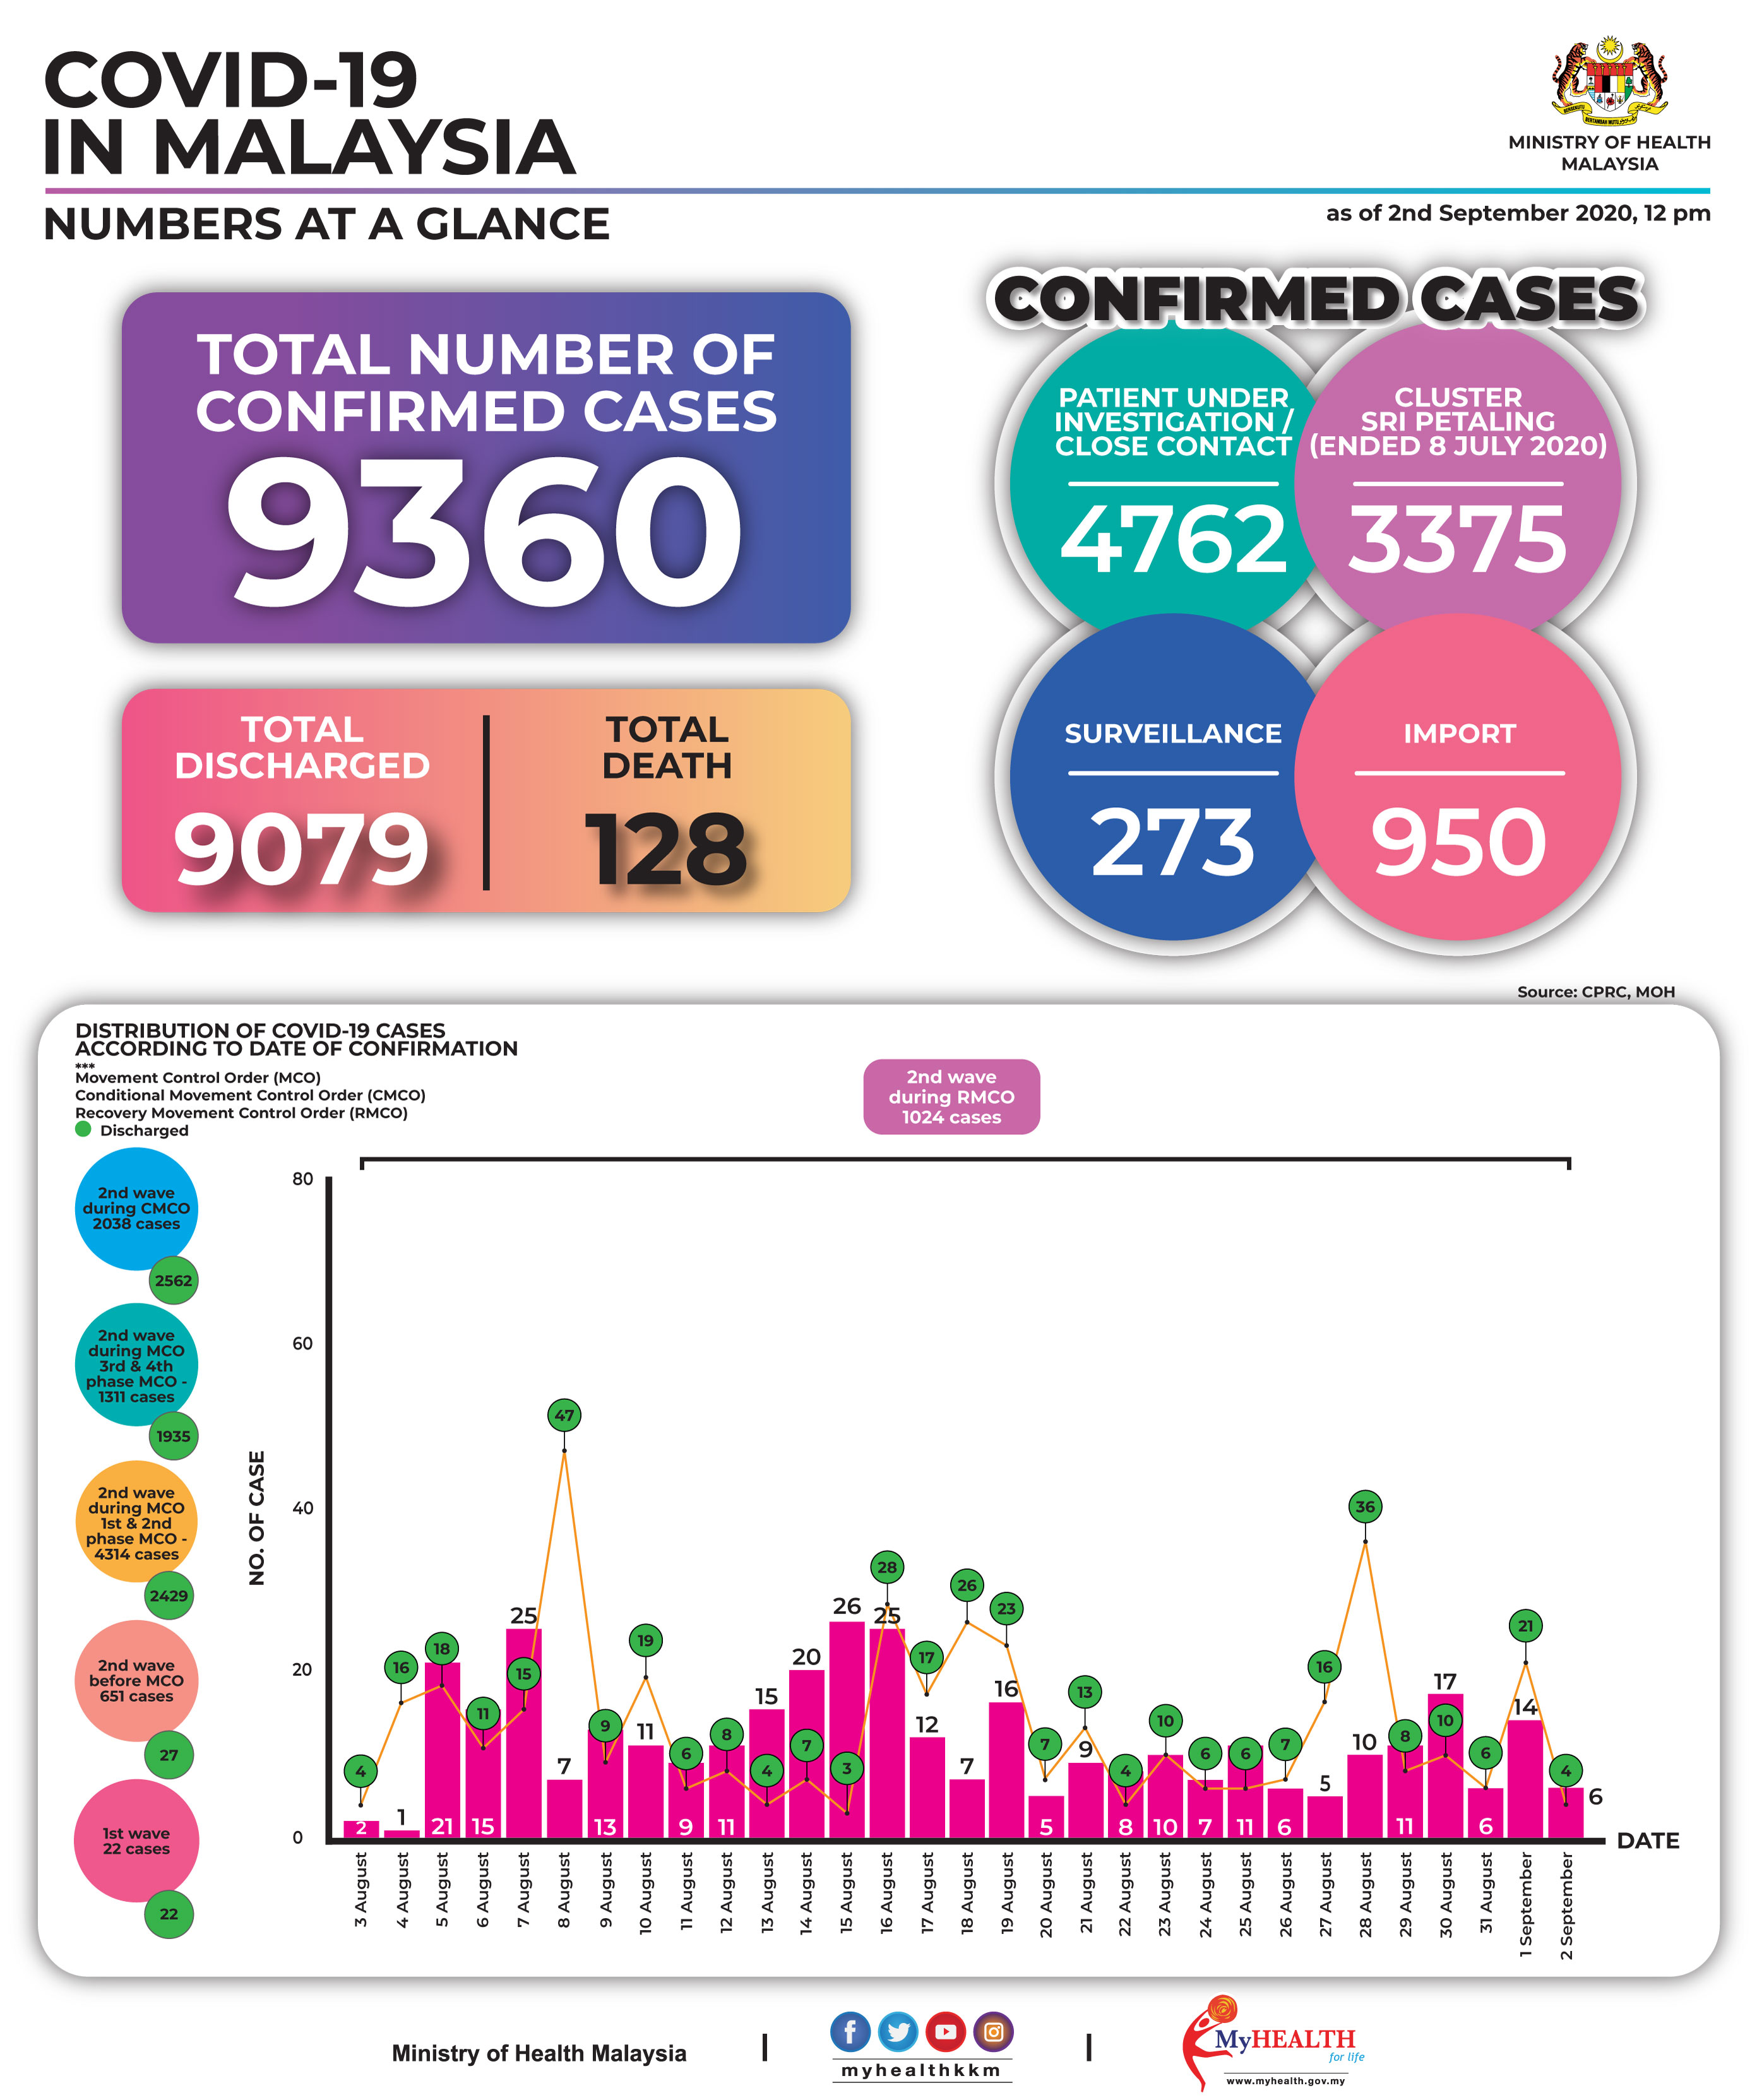 COVID-19
IN MALAYSIA
NUMBERS AT A GLANCE
MINISTRY OF HEALTH
MALAYSIA
as of 2nd September 2020, 12 pm
TOTAL NUMBER OF
CONFIRMED CASES
9360
TOTAL
DISCHARGED
9079
TOTAL
DEATH
128
CONFIRMED CASES
PATIENT UNDER
INVESTIGATION /
CLOSE CONTACT
4762
CLUSTER
SRI PETALING
(ENDED 8 JULY 2020)
3375
SURVEILLANCE
273
IMPORT
950
Source: CPRC, MOH
DISTRIBUTION OF COVID-19 CASES
ACCORDING TO DATE OF CONFIRMATION
***
Movement Control Order (MCO)
Conditional Movement Control Order (CMCO)
Recovery Movement Control Order (RMCO)
Discharged
2nd wave
during RMCO
1024 cases
2nd wave
during CMCO
2038 cases
2562
2nd wave
during MCO
3rd & 4th
phase MCO -
1311 cases
1935
2nd wave
during MCO
1st & 2nd
phase MCO -
4314 cases
2429
2nd wave
before MCO
651 cases
27
1st wave
22 cases
22
NO. OF CASE
80
60
40
20
0
4 16 18 11 15 47 9 19 6 8 4 7 3 28 17 26 23 7 13 4 10 6 6 7 16 36 8 10 6 21 4
2 1 21 15 25 7 13 11 9 11 15 20 26 25 12 7 16 5 9 8 10 7 11 6 5 10 11 17 6 14 6
DATE
3 August
4 August
5 August
6 August
7 August
8 August
9 August
10 August
11 August
12 August
13 August
14 August
15 August
16 August
17 August
18 August
19 August
20 August
21 August
22 August
23 August
24 August
25 August
26 August
27 August
28 August
29 August
30 August
31 August
1 September
2 September
Ministry of Health Malaysia
myhealthkkm
MyHEALTH
for life
www.myhealth.gov.my